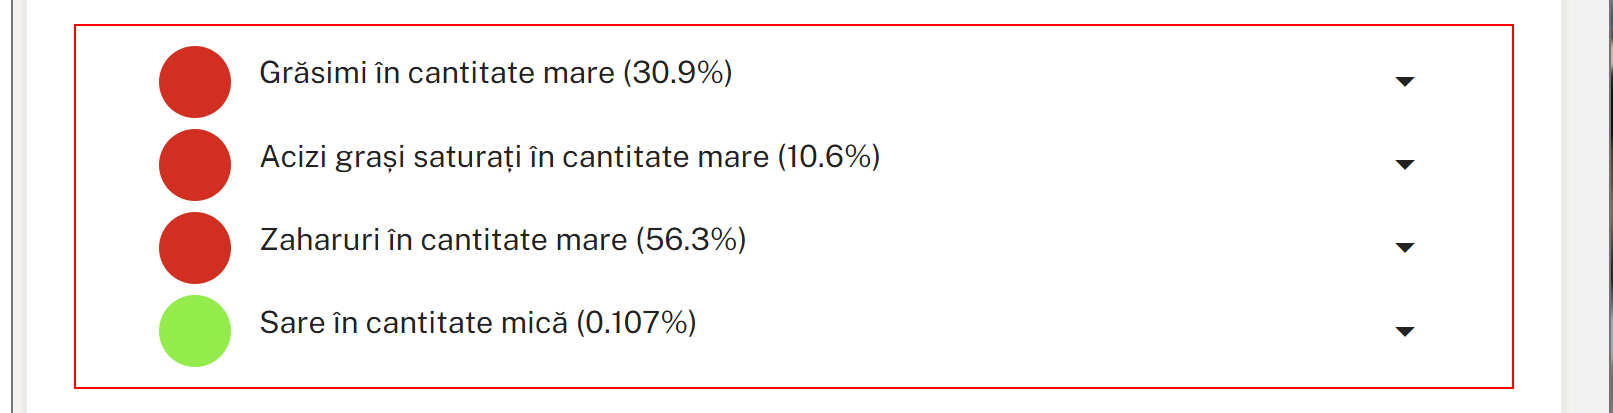 Grăsimi în cantitate mare (30.9%)
Acizi grași saturați în cantitate mare (10.6%)
Zaharuri în cantitate mare (56.3%)
Sare în cantitate mică (0.107%)